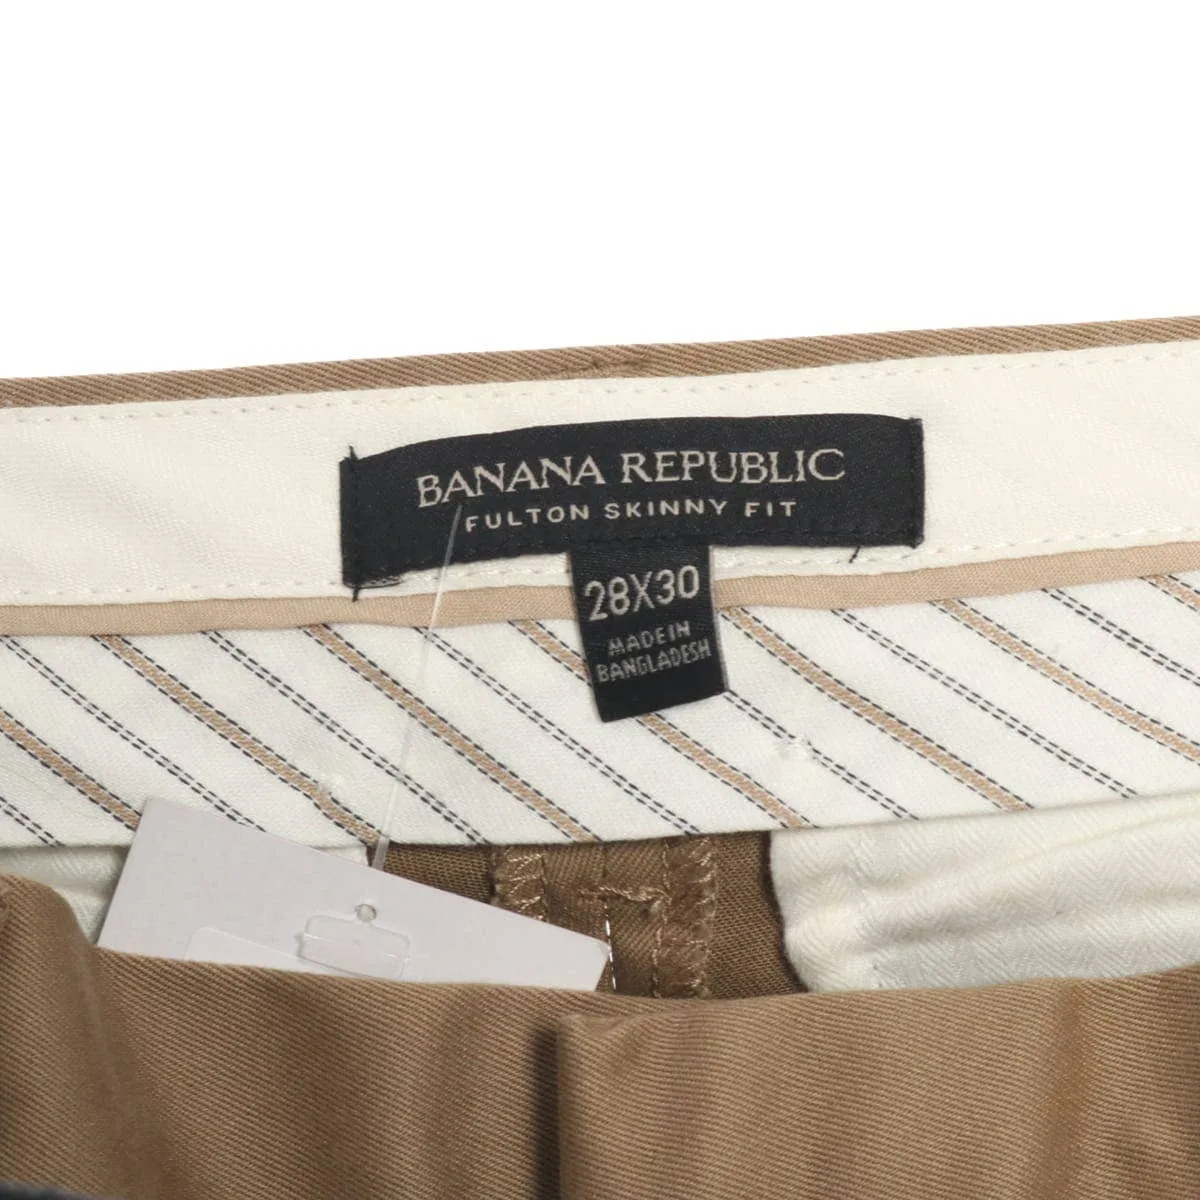 BANANA REPUBLIC
FULTON SKINNY FIT
28X30
MADE IN
BANGLADESH